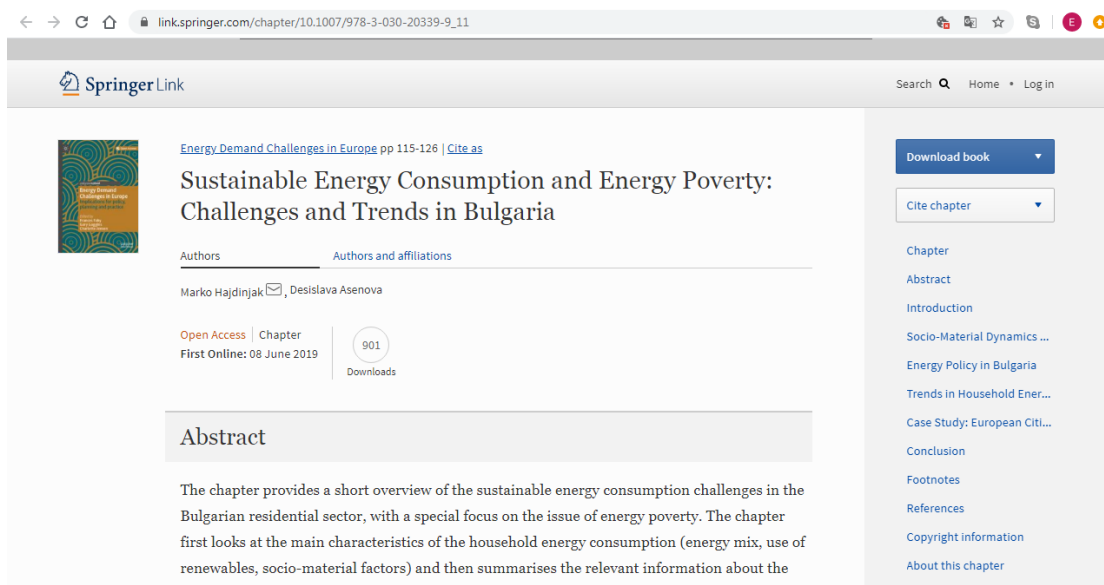 link.springer.com/chapter/10.1007/978-3-030-20339-9_11
E
Springer Link
Search Home • Log in
Energy Demand Challenges in Europe
Energy Demand Challenges in Europe pp 115-126 | Cite as
Sustainable Energy Consumption and Energy Poverty:
Challenges and Trends in Bulgaria
Authors Authors and affiliations
Marko Hajdinjak , Desislava Asenova
Open Access | Chapter
First Online: 08 June 2019
901
Downloads
Abstract
The chapter provides a short overview of the sustainable energy consumption challenges in the
Bulgarian residential sector, with a special focus on the issue of energy poverty. The chapter
first looks at the main characteristics of the household energy consumption (energy mix, use of
renewables, socio-material factors) and then summarises the relevant information about the
Download book
Cite chapter
Chapter
Abstract
Introduction
Socio-Material Dynamics ...
Energy Policy in Bulgaria
Trends in Household Ener...
Case Study: European Citi...
Conclusion
Footnotes
References
Copyright information
About this chapter